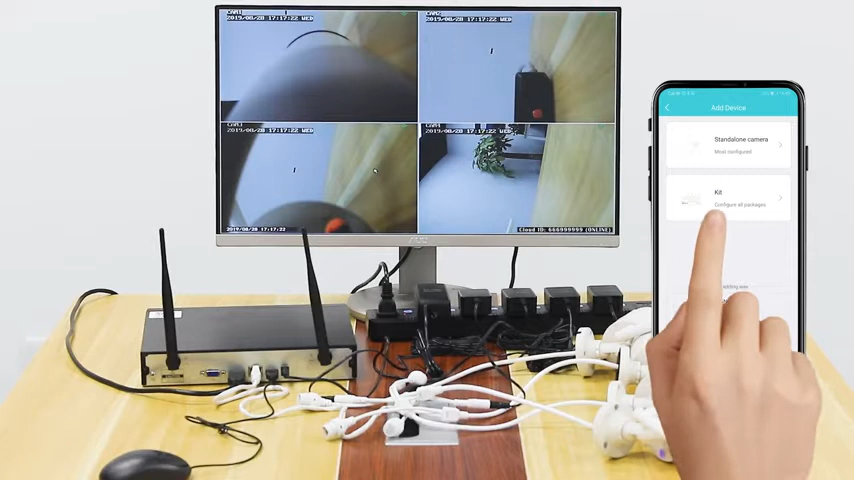 CAM1
2019/08/28 17:17:22 WED
CAM2
2019/08/28 17:17:22 WED
CAM3
2019/08/28 17:17:22 WED
CAM4
2019/08/28 17:17:22 WED
2019/08/28 17:17:22
Cloud ID: 666999999 (ONLINE)
AOC
Add Device
Standalone camera
Most configured
Kit
Configure all packages